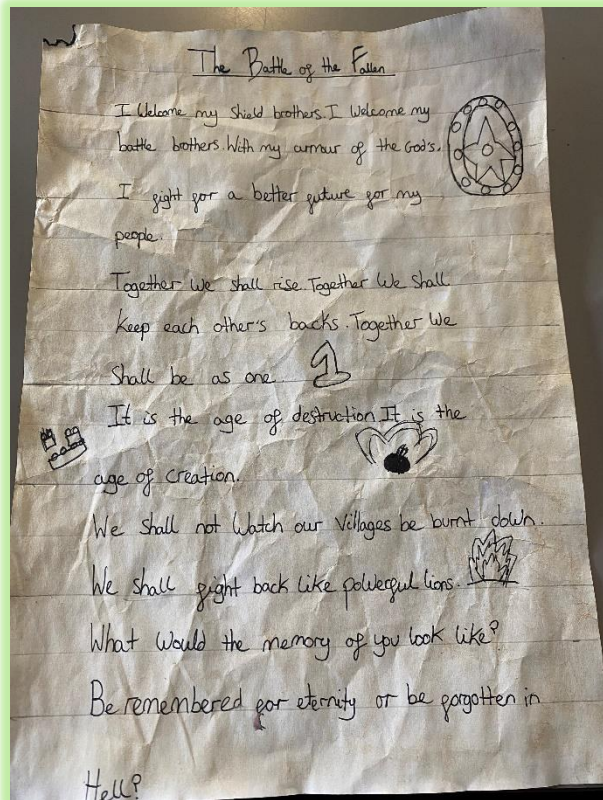 The Battle of the Fallen
I Welcome my shield brothers. I Welcome my
battle brothers. With my armour of the God's.
I fight for a better future for my
people.
Together We shall rise. Together We Shall
Keep each other's backs. Together We
Shall be as one. 1
It is the age of destruction. It is the
age of creation.
We shall not Watch our Villages be burnt down.
We shall fight back like powerful lions.
What Would the memory of you look like?
Be remembered for eternity or be forgotten in
Hell?